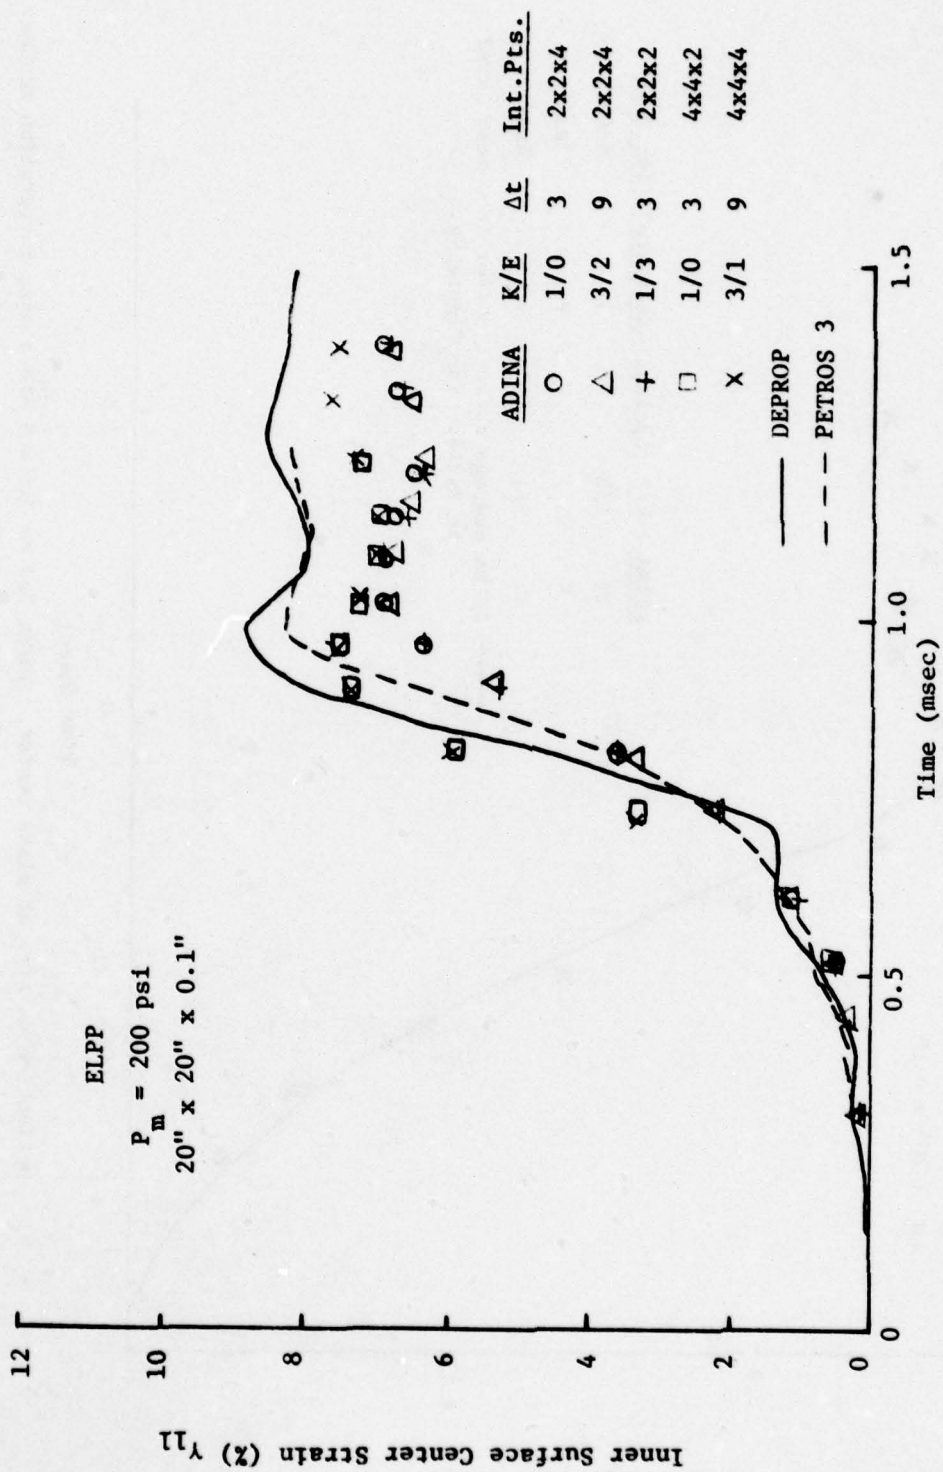 ELPP
P_m = 200 psi
20" x 20" x 0.1"
12
10
8
6
4
2
0
Inner Surface Center Strain (%) γ11
0
0.5
1.0
1.5
Time (msec)
ADINA K/E Δt Int.Pts.
O 1/0 3 2x2x4
△ 3/2 9 2x2x4
+ 1/3 3 2x2x2
□ 1/0 3 4x4x2
x 3/1 9 4x4x4
—— DEPROP
– – – PETROS 3